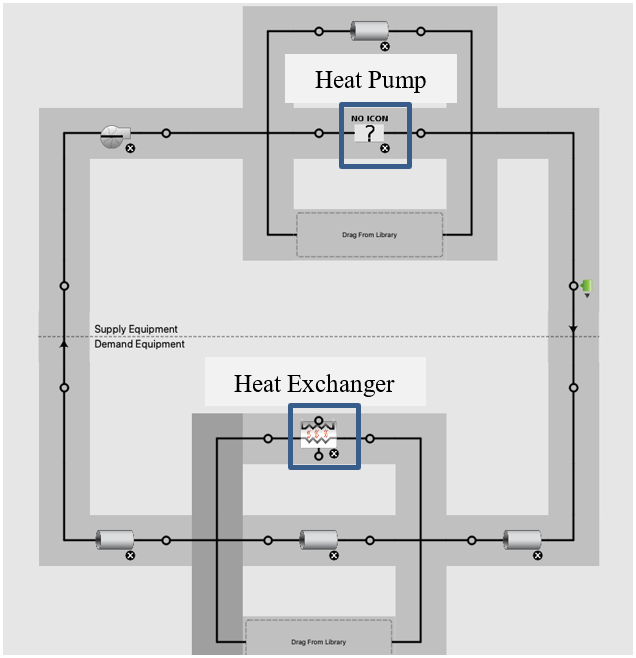 Heat Pump
NO ICON
?
Drag From Library
Supply Equipment
Demand Equipment
Heat Exchanger
Drag From Library